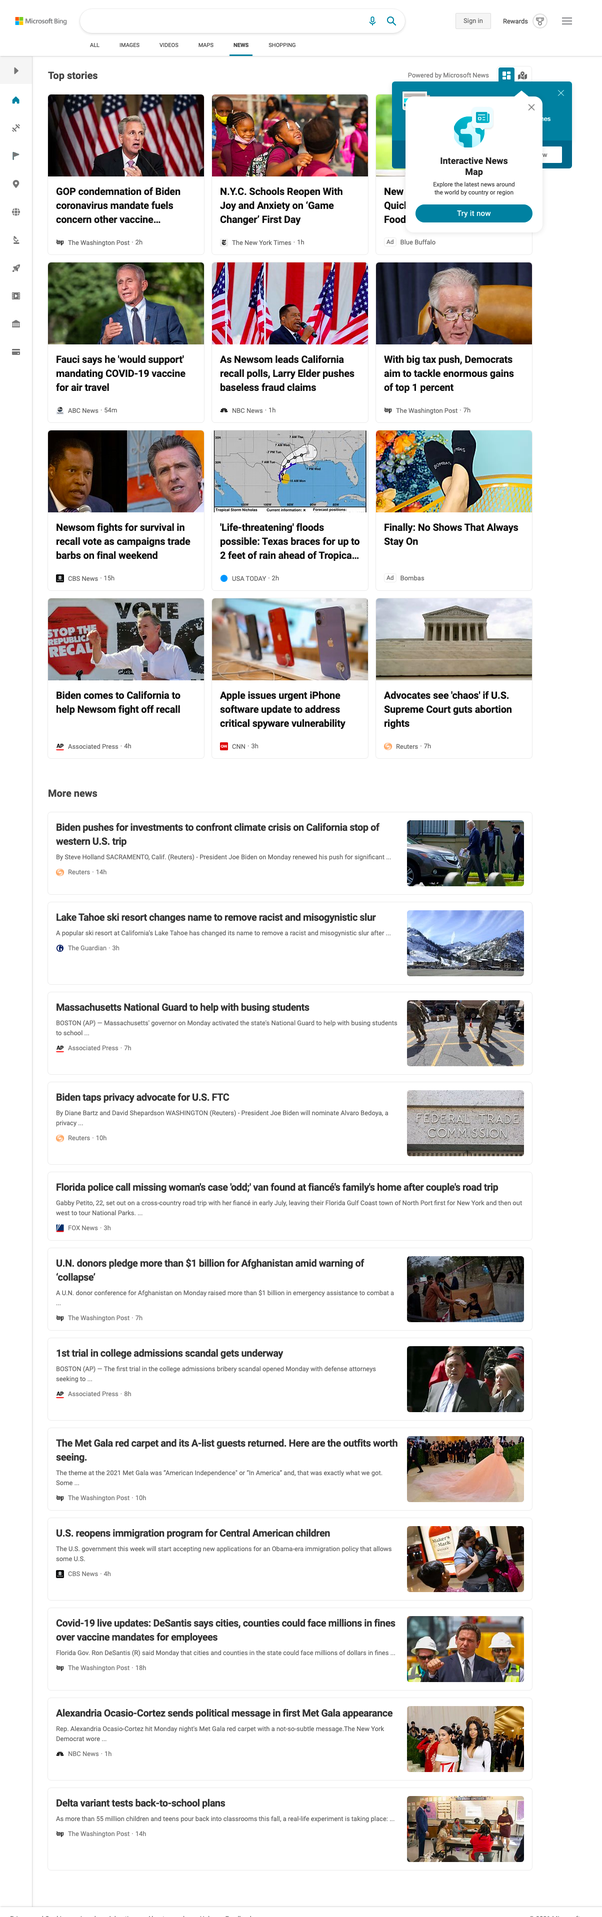 Microsoft Bing
Sign in
Rewards
ALL
IMAGES
VIDEOS
MAPS
NEWS
SHOPPING
Top stories
Powered by Microsoft News
GOP condemnation of Biden
coronavirus mandate fuels
concern other vaccine...
The Washington Post · 2h
N.Y.C. Schools Reopen With
Joy and Anxiety on 'Game
Changer' First Day
The New York Times · 1h
New
Quick
Food
Ad
Blue Buffalo
Interactive News
Map
Explore the latest news around
the world by country or region
Try it now
Fauci says he 'would support'
mandating COVID-19 vaccine
for air travel
ABC News · 54m
As Newsom leads California
recall polls, Larry Elder pushes
baseless fraud claims
NBC News · 1h
With big tax push, Democrats
aim to tackle enormous gains
of top 1 percent
The Washington Post · 7h
Newsom fights for survival in
recall vote as campaigns trade
barbs on final weekend
CBS News · 15h
Tropical Storm Nicholas
'Life-threatening' floods
possible: Texas braces for up to
2 feet of rain ahead of Tropica...
USA TODAY · 2h
Finally: No Shows That Always
Stay On
Ad
Bombas
STOP THE
REPUBLICAN
RECALL
VOTE
Biden comes to California to
help Newsom fight off recall
AP
Associated Press · 4h
Apple issues urgent iPhone
software update to address
critical spyware vulnerability
CNN · 3h
Advocates see 'chaos' if U.S.
Supreme Court guts abortion
rights
Reuters · 7h
More news
Biden pushes for investments to confront climate crisis on California stop of
western U.S. trip
By Steve Holland SACRAMENTO, Calif. (Reuters) - President Joe Biden on Monday renewed his push for significant ...
Reuters · 14h
Lake Tahoe ski resort changes name to remove racist and misogynistic slur
A popular ski resort at California's Lake Tahoe has changed its name to remove a racist and misogynistic slur after ...
The Guardian · 3h
Massachusetts National Guard to help with busing students
BOSTON (AP) — Massachusetts' governor on Monday activated the state's National Guard to help with busing students
to school ...
AP
Associated Press · 7h
Biden taps privacy advocate for U.S. FTC
By Diane Bartz and David Shepardson WASHINGTON (Reuters) - President Joe Biden will nominate Alvaro Bedoya, a
privacy ...
Reuters · 10h
FEDERAL TRADE
COMMISSION
Florida police call missing woman's case 'odd;' van found at fiancé's family's home after couple's road trip
Gabby Petito, 22, set out on a cross-country road trip with her fiancé in early July, leaving their Florida Gulf Coast town of North Port first for New York and then out
west to tour National Parks. ...
FOX News · 3h
U.N. donors pledge more than $1 billion for Afghanistan amid warning of
'collapse'
A U.N. donor conference for Afghanistan on Monday raised more than $1 billion in emergency assistance to combat a
...
The Washington Post · 7h
1st trial in college admissions scandal gets underway
BOSTON (AP) — The first trial in the college admissions bribery scandal opened Monday with defense attorneys
seeking to ...
AP
Associated Press · 8h
The Met Gala red carpet and its A-list guests returned. Here are the outfits worth
seeing.
The theme at the 2021 Met Gala was "American Independence" or "In America" and, that was exactly what we got.
Some ...
The Washington Post · 10h
U.S. reopens immigration program for Central American children
The U.S. government this week will start accepting new applications for an Obama-era immigration policy that allows
some U.S.
CBS News · 4h
Covid-19 live updates: DeSantis says cities, counties could face millions in fines
over vaccine mandates for employees
Florida Gov. Ron DeSantis (R) said Monday that cities and counties in the state could face millions of dollars in fines ...
The Washington Post · 18h
Alexandria Ocasio-Cortez sends political message in first Met Gala appearance
Rep. Alexandria Ocasio-Cortez hit Monday night's Met Gala red carpet with a not-so-subtle message.The New York
Democrat wore ...
NBC News · 1h
Delta variant tests back-to-school plans
As more than 55 million children and teens pour back into classrooms this fall, a real-life experiment is taking place: ...
The Washington Post · 14h